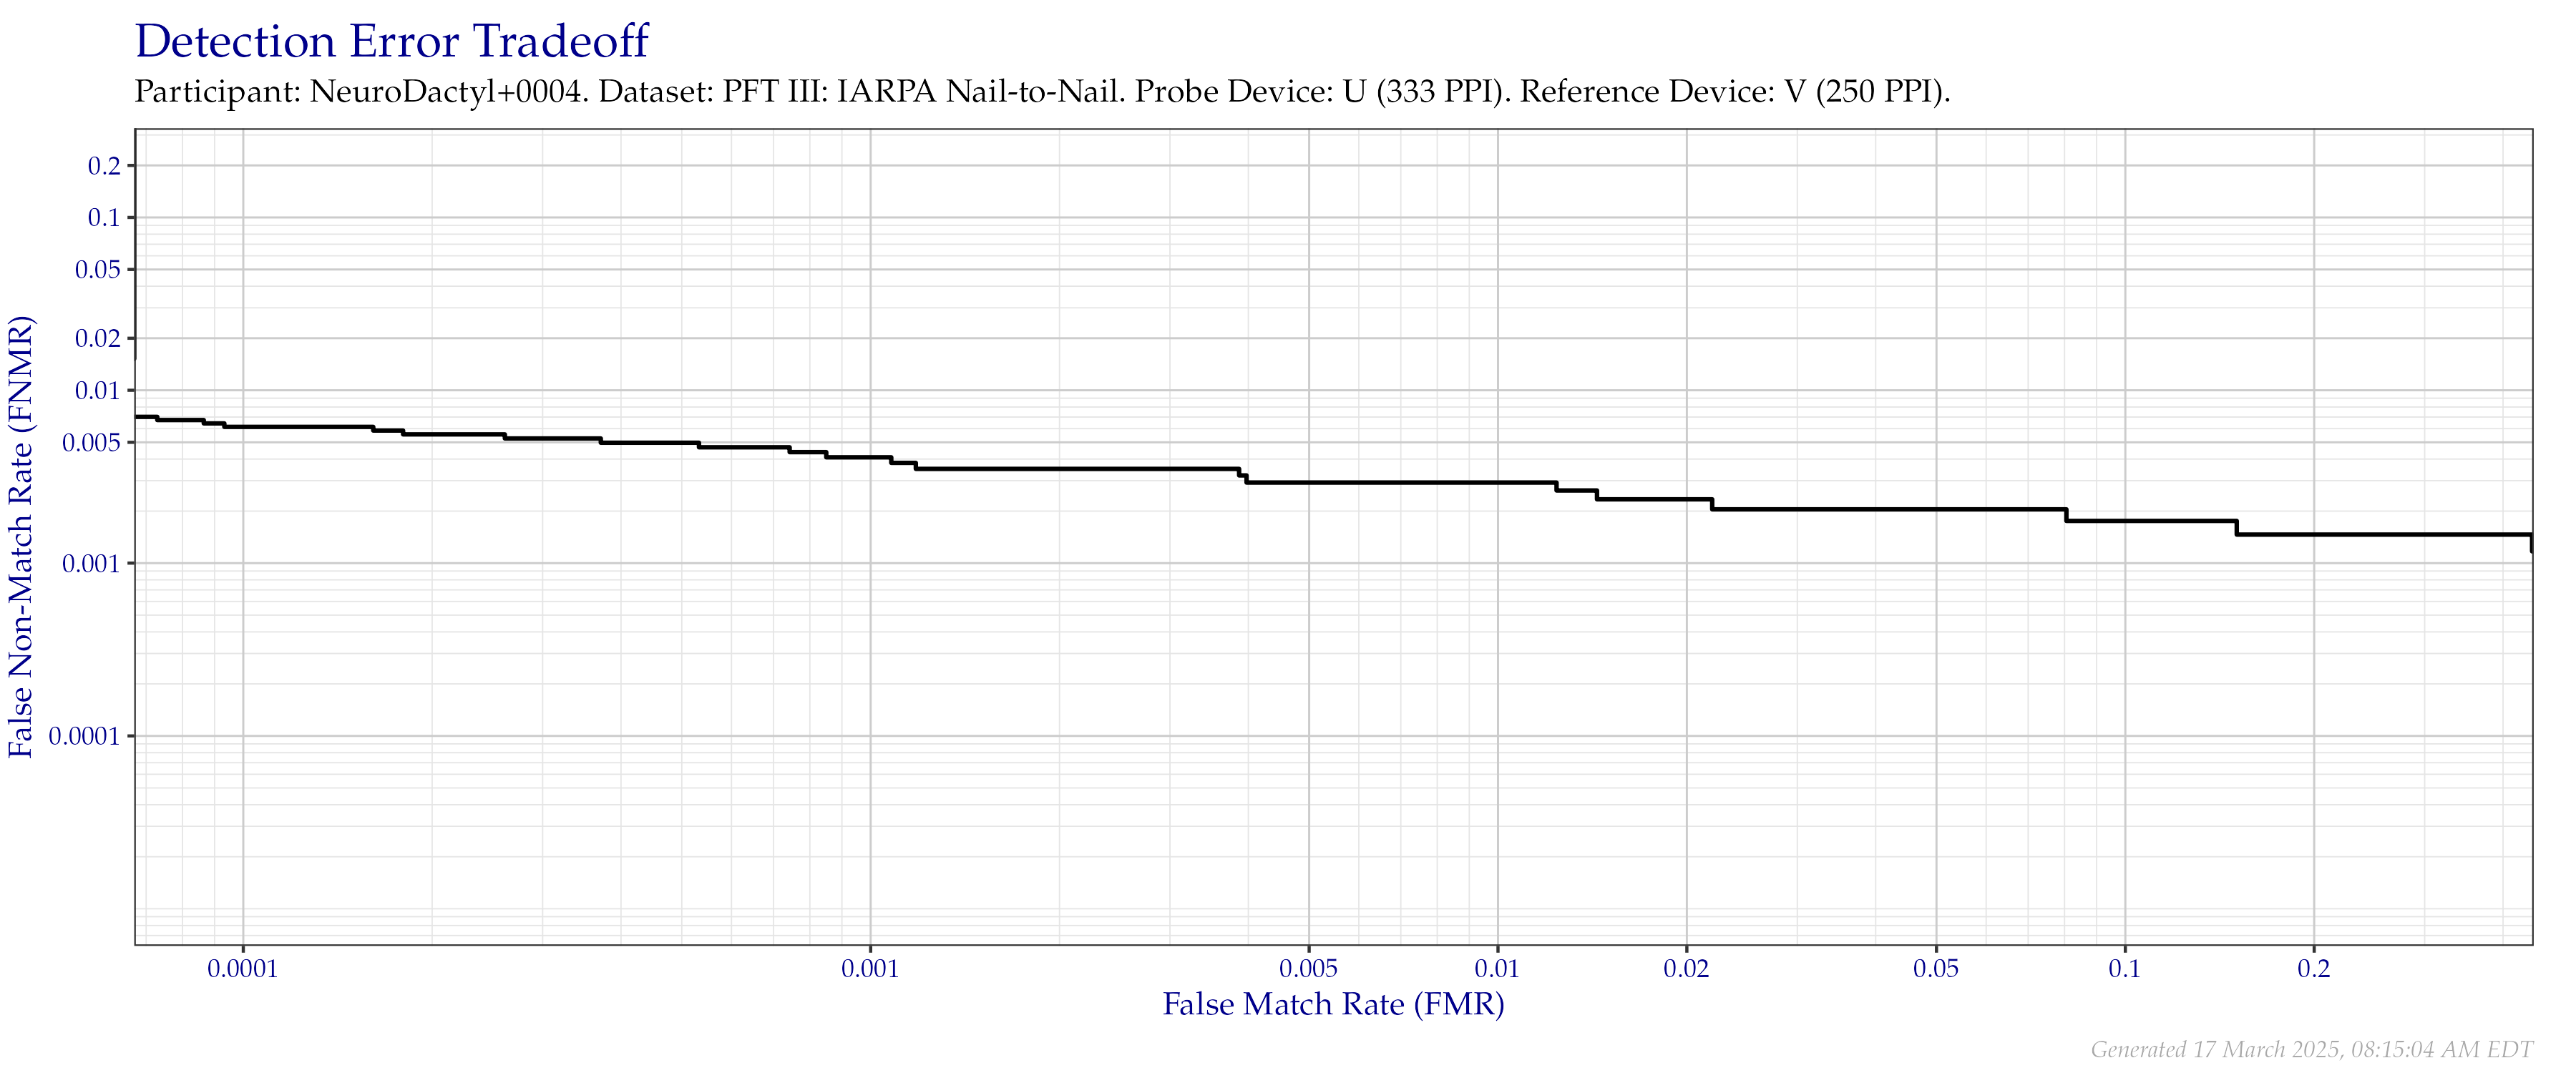 Detection Error Tradeoff
Participant: NeuroDactyl+0004. Dataset: PFT III: IARPA Nail-to-Nail. Probe Device: U (333 PPI). Reference Device: V (250 PPI).
False Non-Match Rate (FNMR)
0.2
0.1
0.05
0.02
0.01
0.005
0.001
0.0001
0.0001 0.001 0.005 0.01 0.02 0.05 0.1 0.2
False Match Rate (FMR)
Generated 17 March 2025, 08:15:04 AM EDT